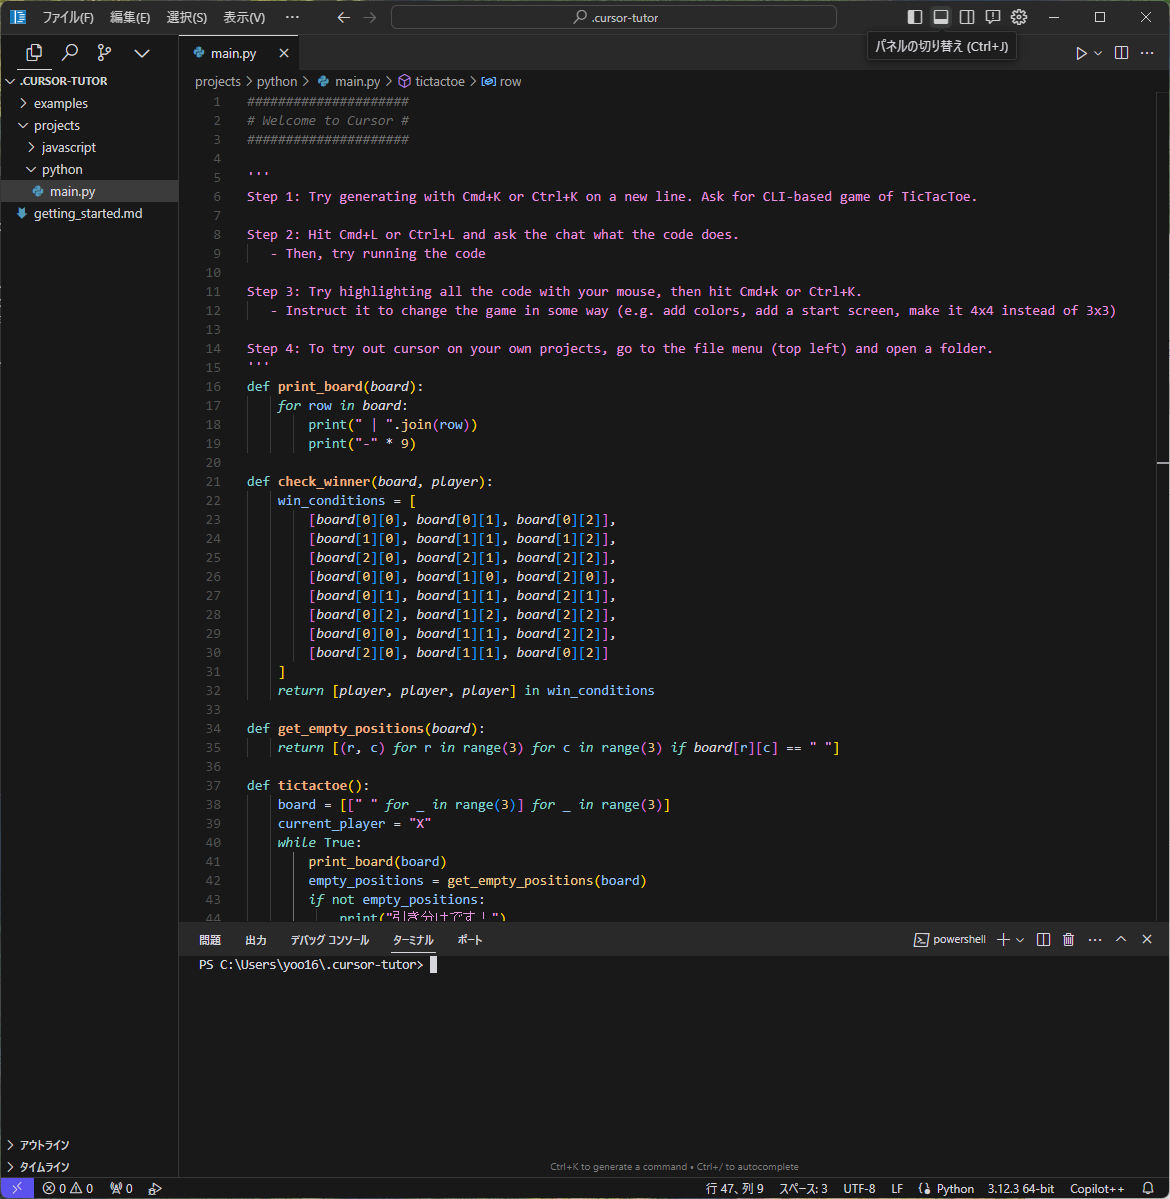 ファイル(F) 編集(E) 選択(S) 表示(V) ··· .cursor-tutor
パネルの切り替え (Ctrl+J)
main.py
.CURSOR-TUTOR
examples
projects
javascript
python
main.py
getting_started.md
projects > python > main.py > tictactoe > row
1 #####################
2 # Welcome to Cursor #
3 #####################
4
5 '''
6 Step 1: Try generating with Cmd+K or Ctrl+K on a new line. Ask for CLI-based game of TicTacToe.
7
8 Step 2: Hit Cmd+L or Ctrl+L and ask the chat what the code does.
9 - Then, try running the code
10
11 Step 3: Try highlighting all the code with your mouse, then hit Cmd+k or Ctrl+K.
12 - Instruct it to change the game in some way (e.g. add colors, add a start screen, make it 4x4 instead of 3x3)
13
14 Step 4: To try out cursor on your own projects, go to the file menu (top left) and open a folder.
15 '''
16 def print_board(board):
17 for row in board:
18 print(" | ".join(row))
19 print("-" * 9)
20
21 def check_winner(board, player):
22 win_conditions = [
23 [board[0][0], board[0][1], board[0][2]],
24 [board[1][0], board[1][1], board[1][2]],
25 [board[2][0], board[2][1], board[2][2]],
26 [board[0][0], board[1][0], board[2][0]],
27 [board[0][1], board[1][1], board[2][1]],
28 [board[0][2], board[1][2], board[2][2]],
29 [board[0][0], board[1][1], board[2][2]],
30 [board[2][0], board[1][1], board[0][2]]
31 ]
32 return [player, player, player] in win_conditions
33
34 def get_empty_positions(board):
35 return [(r, c) for r in range(3) for c in range(3) if board[r][c] == " "]
36
37 def tictactoe():
38 board = [[" " for _ in range(3)] for _ in range(3)]
39 current_player = "X"
40 while True:
41 print_board(board)
42 empty_positions = get_empty_positions(board)
43 if not empty_positions:
44 print("引き分けです！")
問題 出力 デバッグ コンソール ターミナル ポート powershell
PS C:\Users\yoo16\.cursor-tutor>
アウトライン
タイムライン
Ctrl+K to generate a command • Ctrl+/ to autocomplete
0 0 0 行 47、列 9 スペース: 3 UTF-8 LF Python 3.12.3 64-bit Copilot++